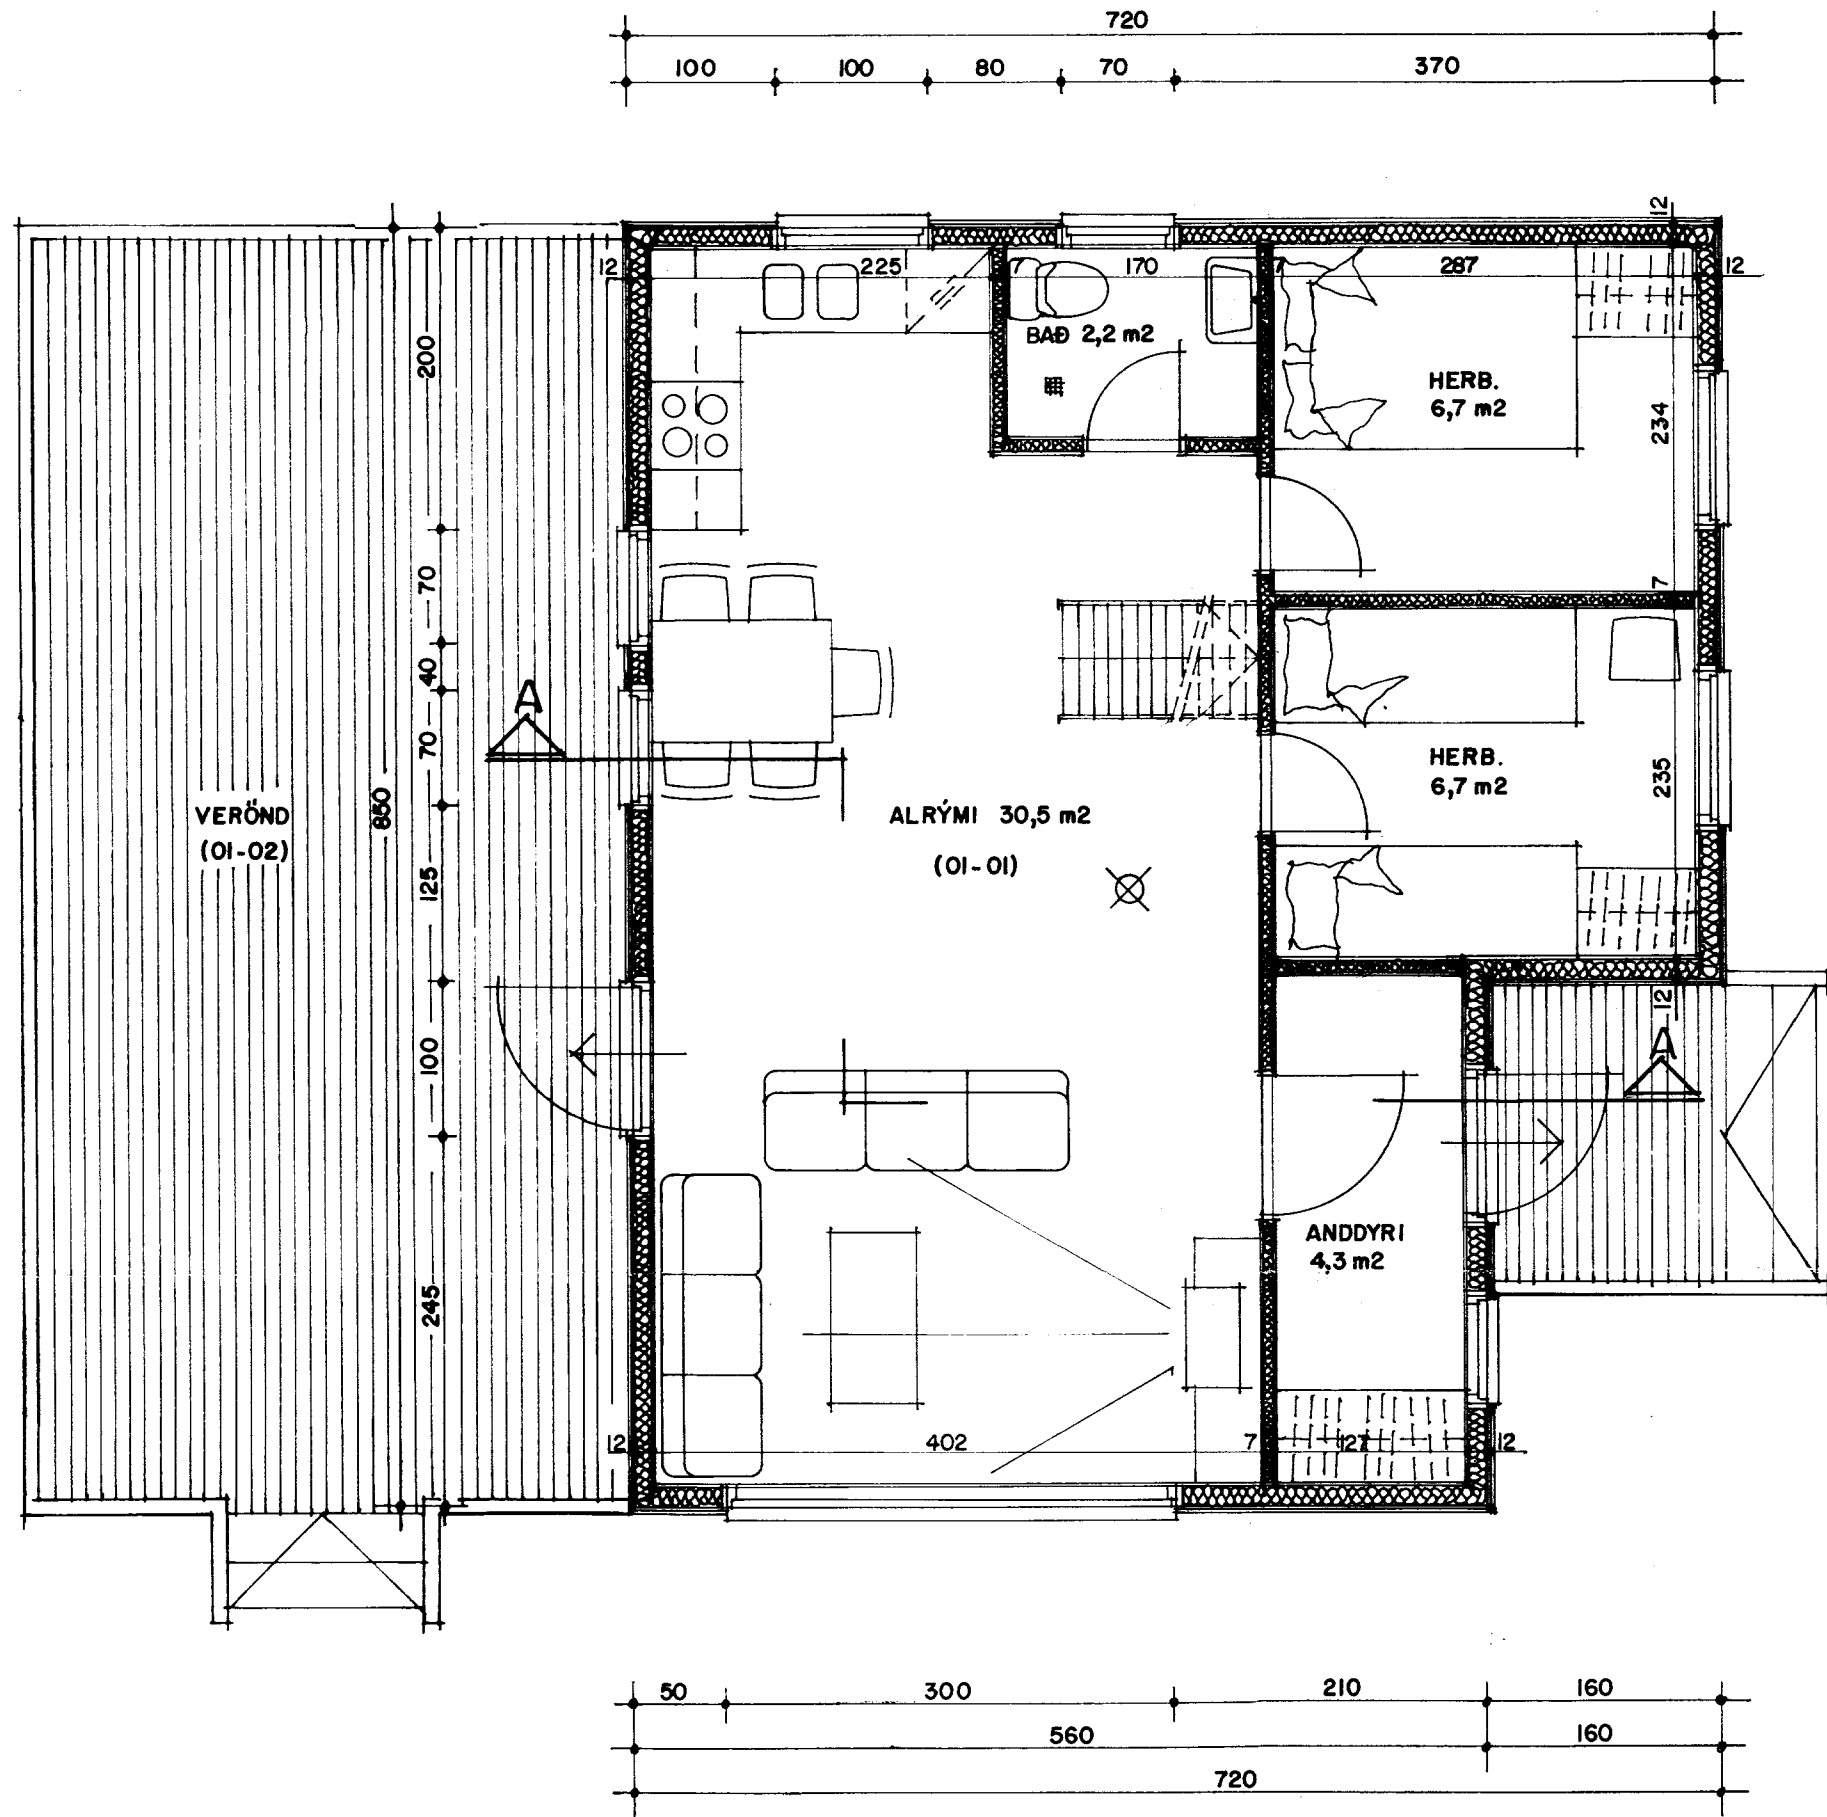 720
100 100 80 70 370
12
12 225 7 170 7 287 12
BAÐ 2,2 m2
HERB.
6,7 m2
200
234
70
7
40
A
70
HERB.
6,7 m2
235
VERÖND
(01-02)
850
ALRÝMI 30,5 m2
(01-01)
125
12
A
100
ANDDYRI
4,3 m2
245
12 402 7 127 12
50 300 210 160
560 160
720